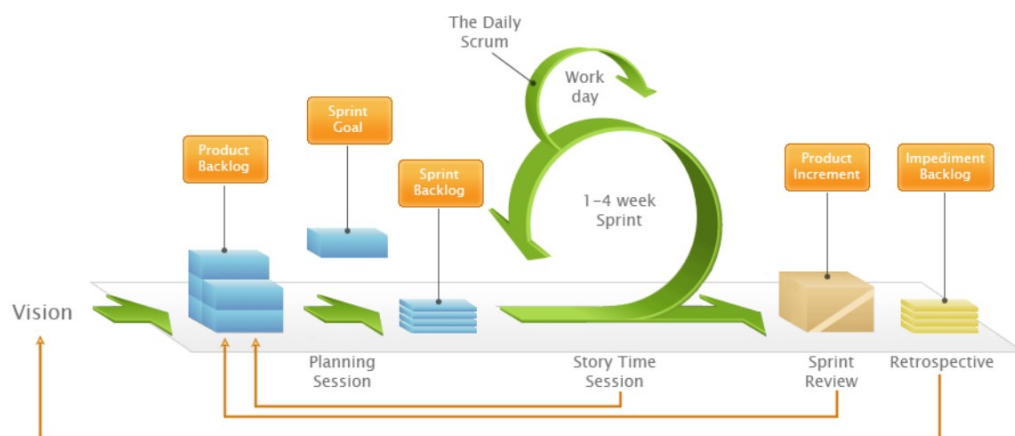 The Daily
Scrum
Work
day
Sprint
Goal
Product
Backlog
Sprint
Backlog
1-4 week
Sprint
Product
Increment
Impediment
Backlog
Vision
Planning
Session
Story Time
Session
Sprint
Review
Retrospective